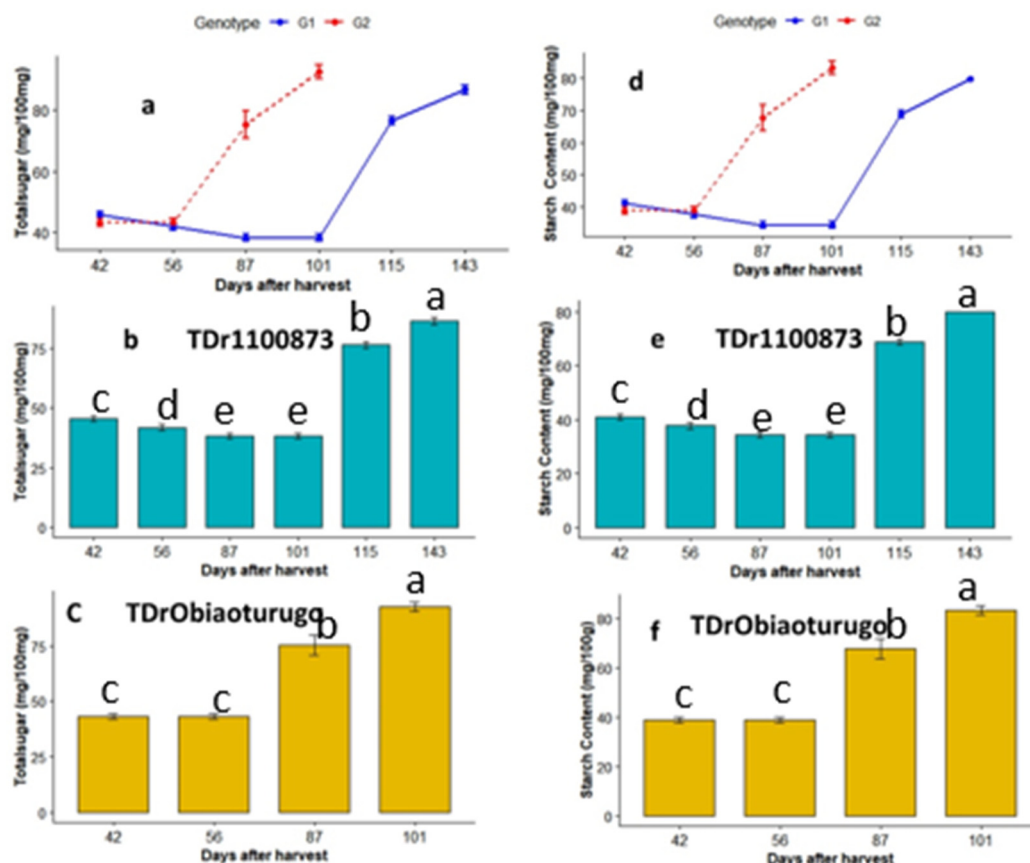 Genotype G1 G2
Totalsugar (mg/100mg)
a
80
60
40
42 56 87 101 115 143
Days after harvest
Genotype G1 G2
Starch Content (mg/100mg)
d
80
70
60
50
40
42 56 87 101 115 143
Days after harvest
Totalsugar (mg/100mg)
b TDr1100873
75
50
25
0
c d e e b a
42 56 87 101 115 143
Days after harvest
Starch Content (mg/100mg)
e TDr1100873
80
60
40
20
0
c d e e b a
42 56 87 101 115 143
Days after harvest
Totalsugar (mg/100mg)
C TDrObiaoturugo
75
50
25
0
c c b a
42 56 87 101
Days after harvest
Starch Content (mg/100g)
f TDrObiaoturugo
80
60
40
20
0
c c b a
42 56 87 101
Days after harvest